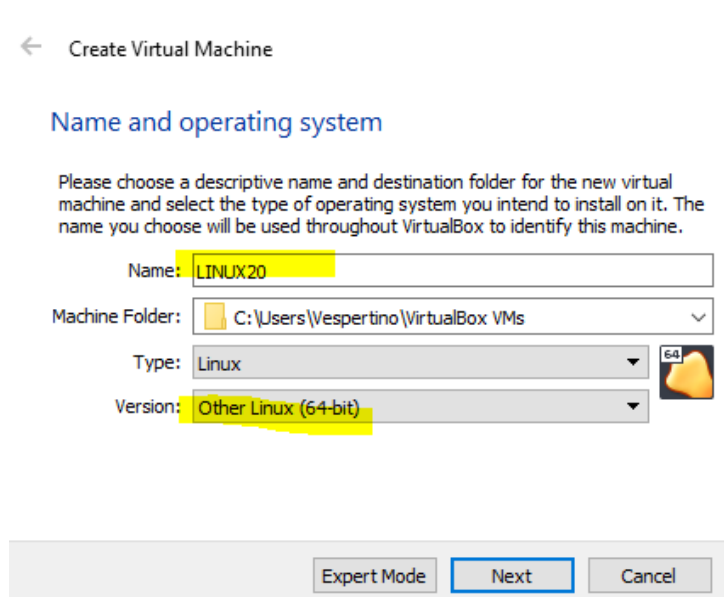 Create Virtual Machine
Name and operating system
Please choose a descriptive name and destination folder for the new virtual
machine and select the type of operating system you intend to install on it. The
name you choose will be used throughout VirtualBox to identify this machine.
Name: LINUX20
Machine Folder: C:\Users\Vespertino\VirtualBox VMs
Type: Linux
64
Version: Other Linux (64-bit)
Expert Mode Next Cancel